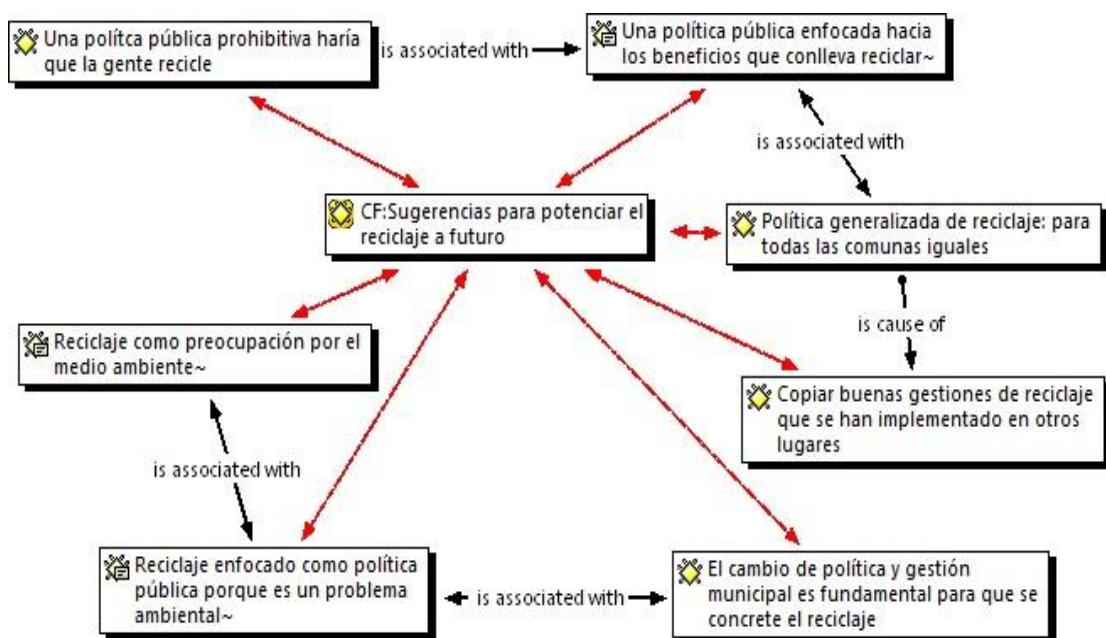 Una polítca pública prohibitiva haría
que la gente recicle
is associated with
Una política pública enfocada hacia
los beneficios que conlleva reciclar~
is associated with
CF:Sugerencias para potenciar el
reciclaje a futuro
Política generalizada de reciclaje: para
todas las comunas iguales
is cause of
Reciclaje como preocupación por el
medio ambiente~
Copiar buenas gestiones de reciclaje
que se han implementado en otros
lugares
is associated with
Reciclaje enfocado como política
pública porque es un problema
ambiental~
is associated with
El cambio de política y gestión
municipal es fundamental para que se
concrete el reciclaje